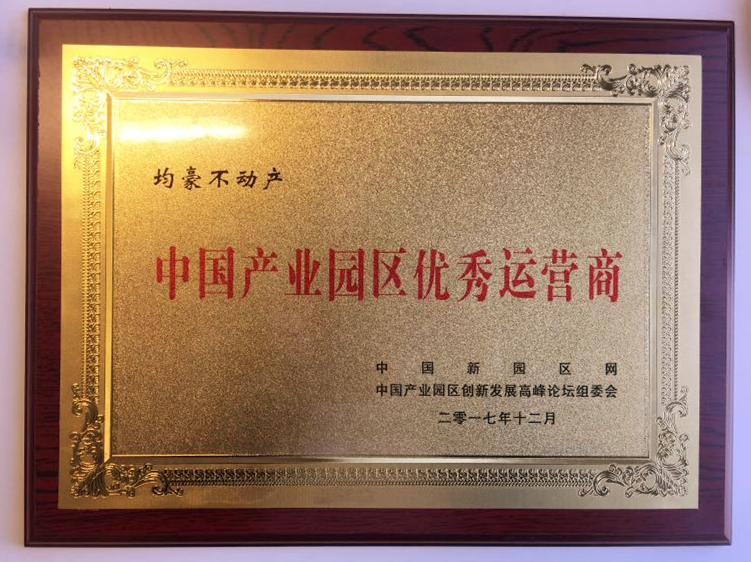 均豪不动产
中国产业园区优秀运营商
中国新园区网
中国产业园区创新发展高峰论坛组委会
二零一七年十二月